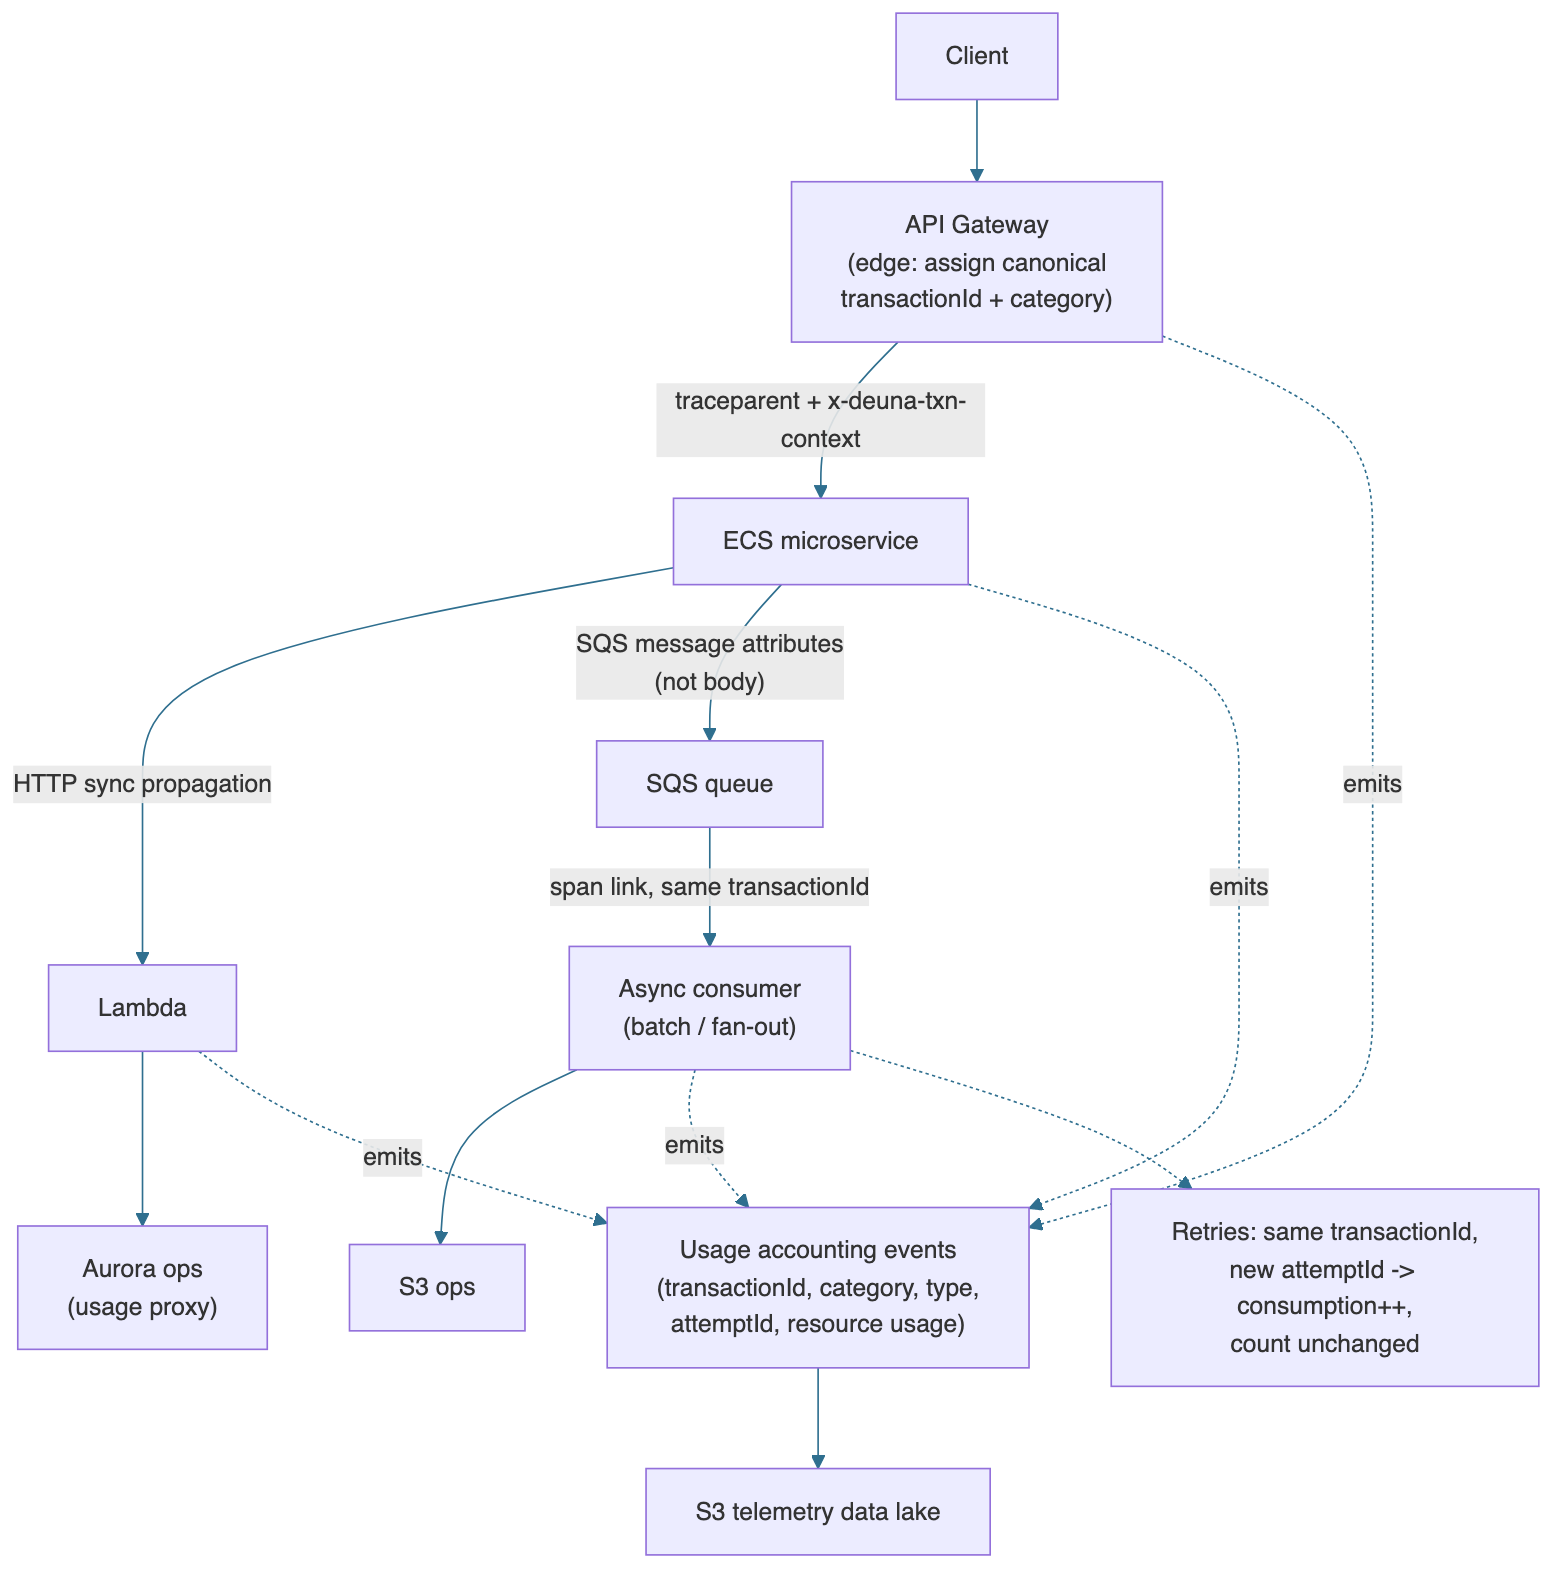 Client
API Gateway
(edge: assign canonical
transactionId + category)
traceparent + x-deuna-txn-
context
ECS microservice
SQS message attributes
(not body)
HTTP sync propagation
SQS queue
emits
span link, same transactionId
emits
Lambda
Async consumer
(batch / fan-out)
emits
emits
Aurora ops
(usage proxy)
S3 ops
Usage accounting events
(transactionId, category, type,
attemptId, resource usage)
Retries: same transactionId,
new attemptId ->
consumption++,
count unchanged
S3 telemetry data lake